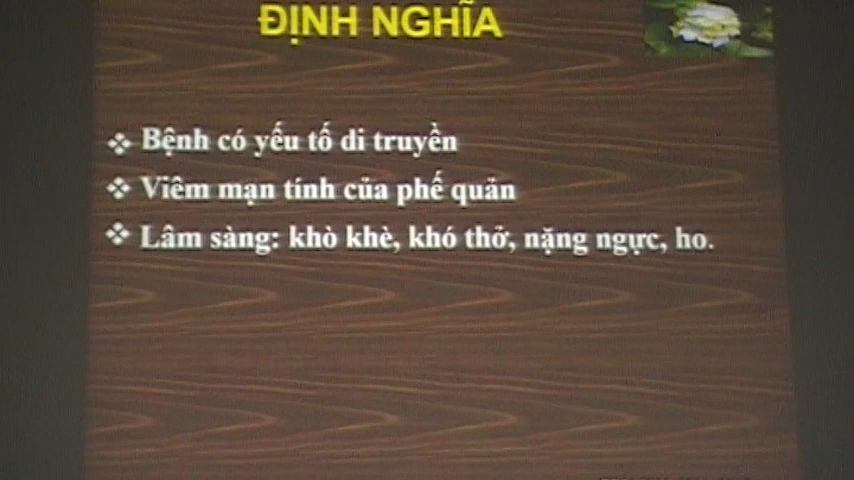 ĐỊNH NGHĨA
Bệnh có yếu tố di truyền
Viêm mạn tính của phế quản
Lâm sàng: khò khè, khó thở, nặng ngực, ho.